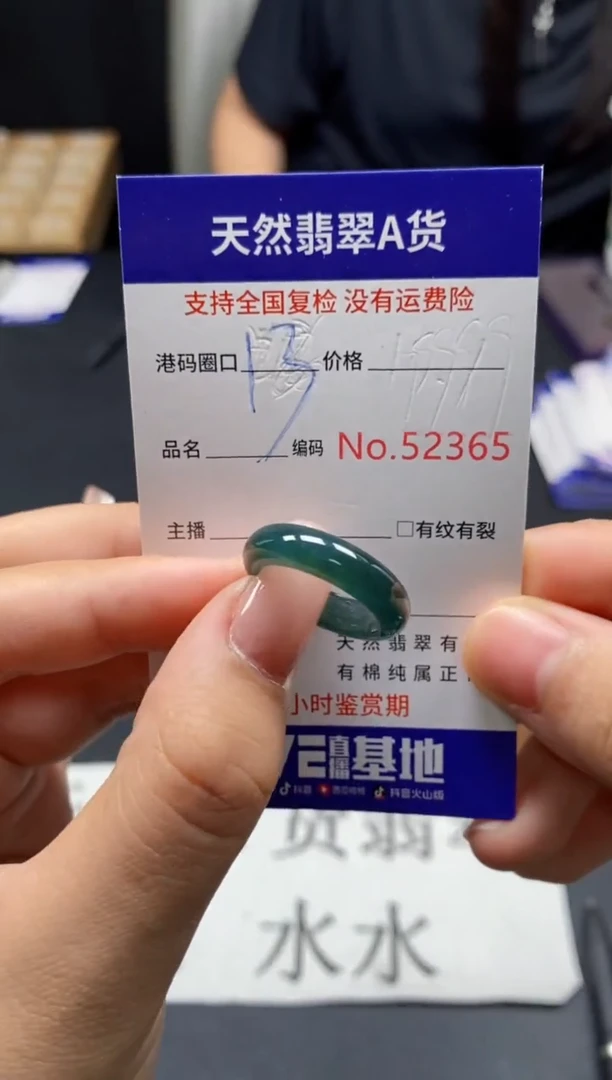 天然翡翠A货
支持全国复检 没有运费险
港码圈口 13 价格
品名 编码 No.52365
主播 □有纹有裂
天然翡翠有
有棉纯属正
小时鉴赏期
直播基地
抖音 抖音火山版
货翡
水水